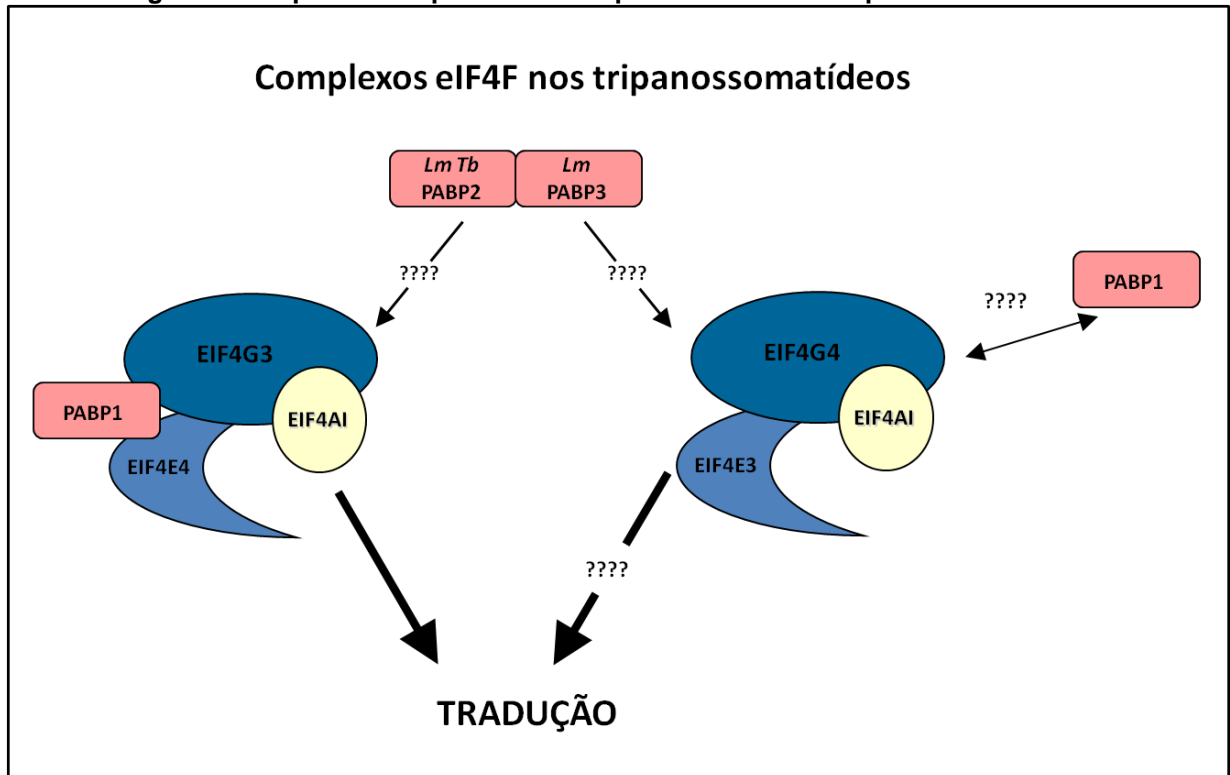 Complexos eIF4F nos tripanossomatídeos
Lm Tb
PABP2
Lm
PABP3
????
????
PABP1
????
EIF4G3
EIF4G4
PABP1
EIF4AI
EIF4AI
EIF4E4
EIF4E3
????
TRADUÇÃO